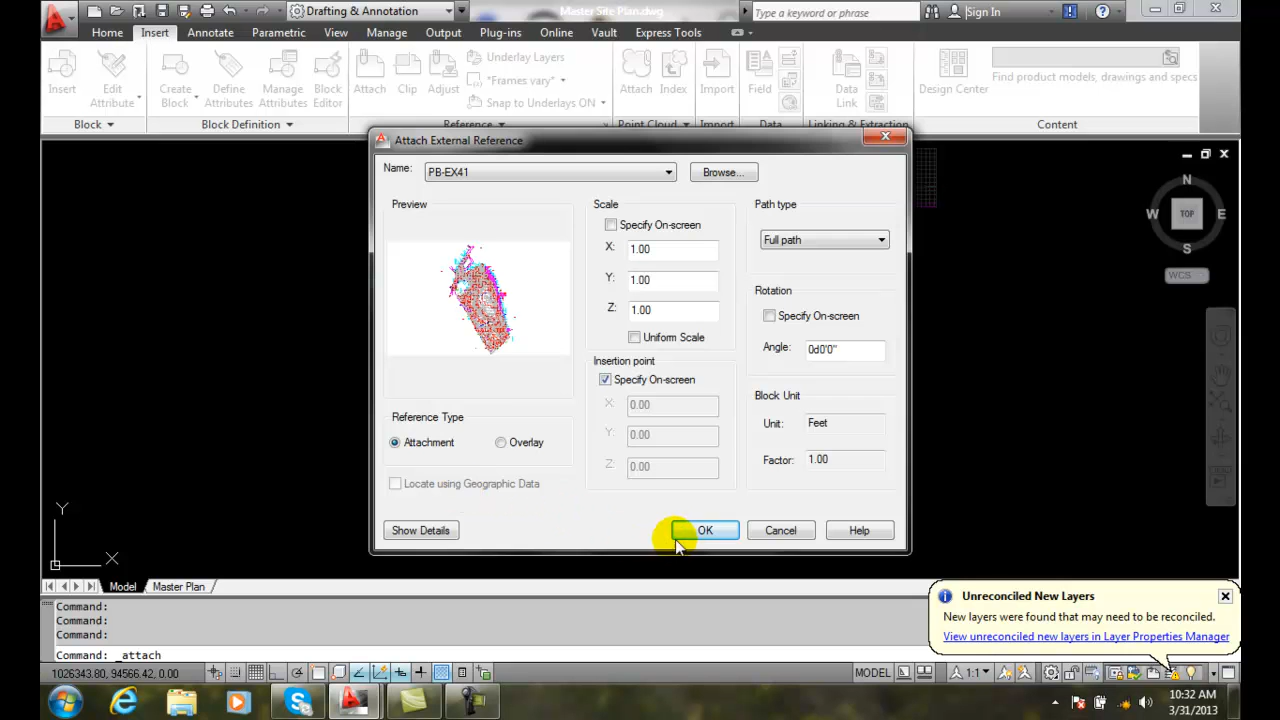 Drafting & Annotation
Master Site Plan.dwg
Type a keyword or phrase
Sign In
Home Insert Annotate Parametric View Manage Output Plug-ins Online Vault Express Tools
Insert
Edit
Attribute
Create
Block
Define
Attributes
Manage
Attributes
Block
Editor
Attach
Clip
Adjust
Underlay Layers
*Frames vary*
Snap to Underlays ON
Attach
Index
Import
Field
Data
Link
Design Center
Find product models, drawings and specs
Block
Block Definition
Reference
Point Cloud
Import
Data
Linking & Extraction
Content
Attach External Reference
Name:
PB-EX41
Browse...
Preview
Scale
Specify On-screen
X: 1.00
Y: 1.00
Z: 1.00
Uniform Scale
Path type
Full path
Rotation
Specify On-screen
Angle: 0d0'0"
Insertion point
Specify On-screen
X: 0.00
Y: 0.00
Z: 0.00
Block Unit
Unit: Feet
Factor: 1.00
Reference Type
Attachment Overlay
Locate using Geographic Data
Show Details
OK
Cancel
Help
N
W TOP E
S
WCS
Y
X
Model Master Plan
Command:
Command:
Command:
Command: _attach
Unreconciled New Layers
New layers were found that may need to be reconciled.
View unreconciled new layers in Layer Properties Manager
1026343.80, 94566.42, 0.00
MODEL
1:1
10:32 AM
3/31/2013